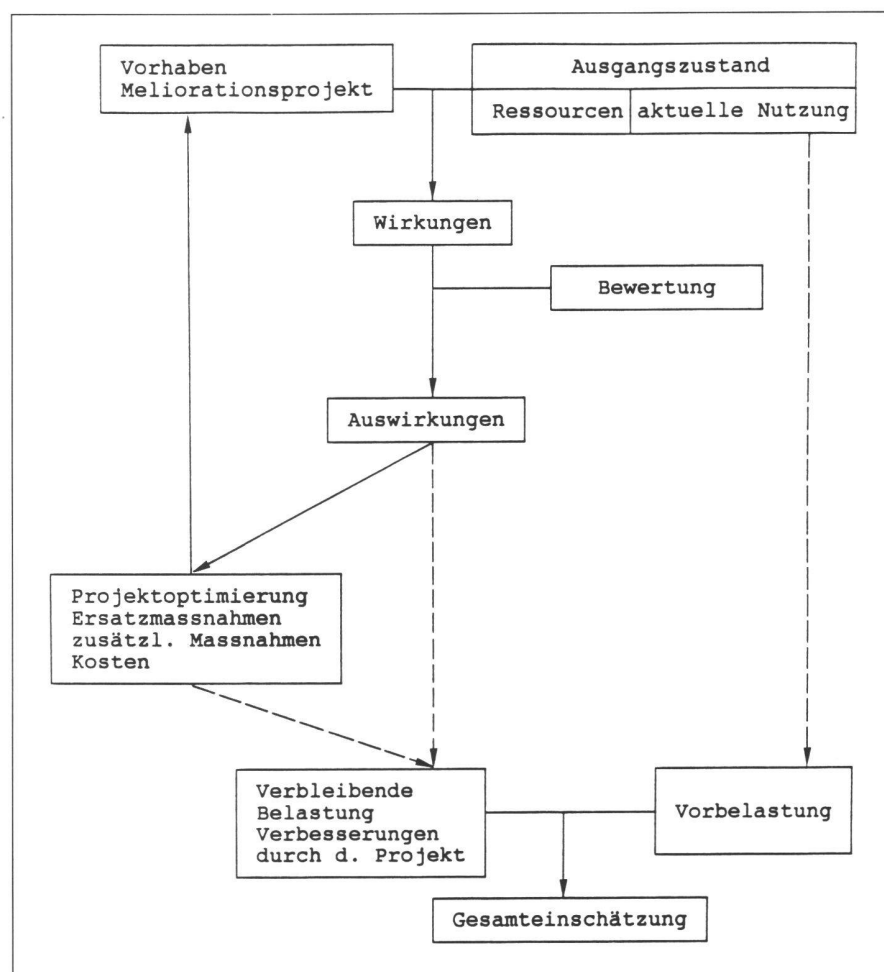 Vorhaben
Meliorationsprojekt
Ausgangszustand
Ressourcen
aktuelle Nutzung
Wirkungen
Bewertung
Auswirkungen
Projektoptimierung
Ersatzmassnahmen
zusätzl. Massnahmen
Kosten
Verbleibende
Belastung
Verbesserungen
durch d. Projekt
Vorbelastung
Gesamteinschätzung